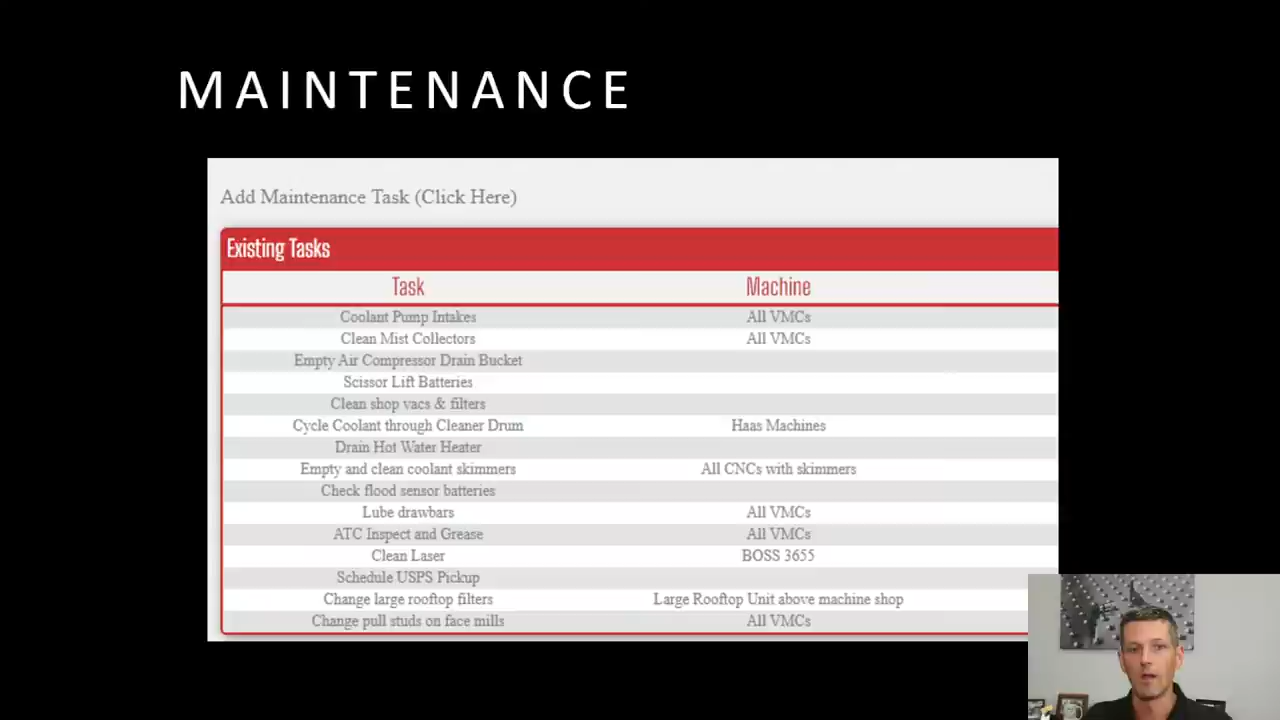 MAINTENANCE
Add Maintenance Task (Click Here)
Existing Tasks
Task Machine
Coolant Pump Intakes All VMCs
Clean Mist Collectors All VMCs
Empty Air Compressor Drain Bucket
Scissor Lift Batteries
Clean shop vacs & filters
Cycle Coolant through Cleaner Drum Haas Machines
Drain Hot Water Heater
Empty and clean coolant skimmers All CNCs with skimmers
Check flood sensor batteries
Lube drawbars All VMCs
ATC Inspect and Grease All VMCs
Clean Laser BOSS 3655
Schedule USPS Pickup
Change large rooftop filters Large Rooftop Unit above machine shop
Change pull studs on face mills All VMCs